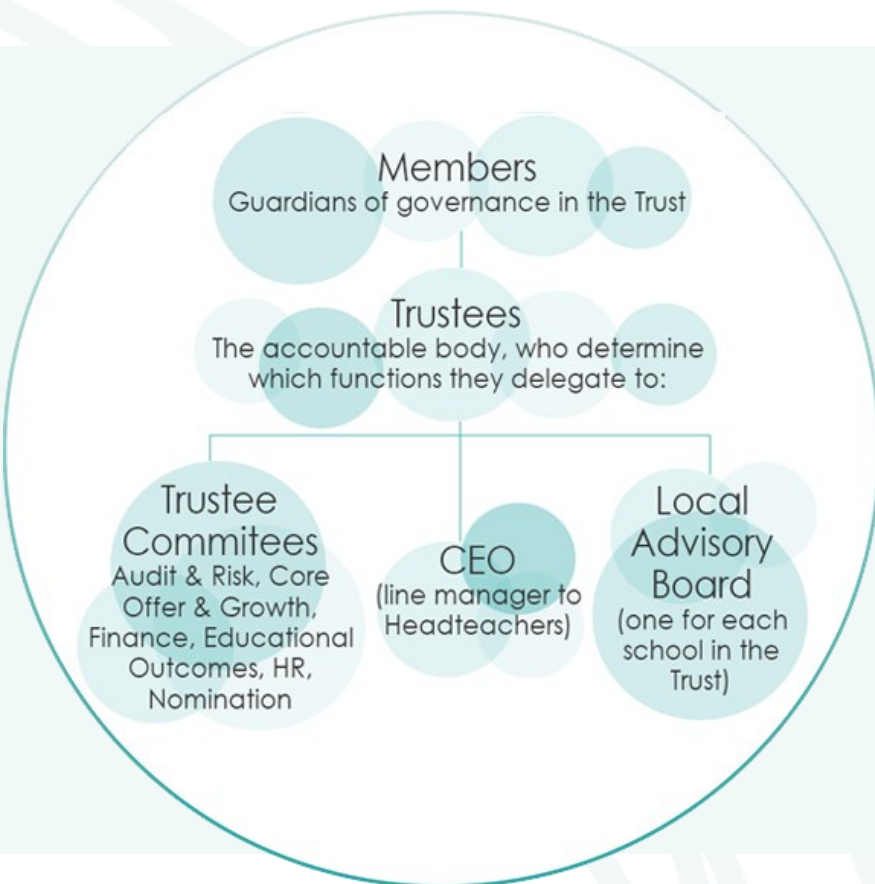 Members
Guardians of governance in the Trust
Trustees
The accountable body, who determine
which functions they delegate to:
Trustee
Commitees
Audit & Risk, Core
Offer & Growth,
Finance, Educational
Outcomes, HR,
Nomination
CEO
(line manager to
Headteachers)
Local
Advisory
Board
(one for each
school in the
Trust)